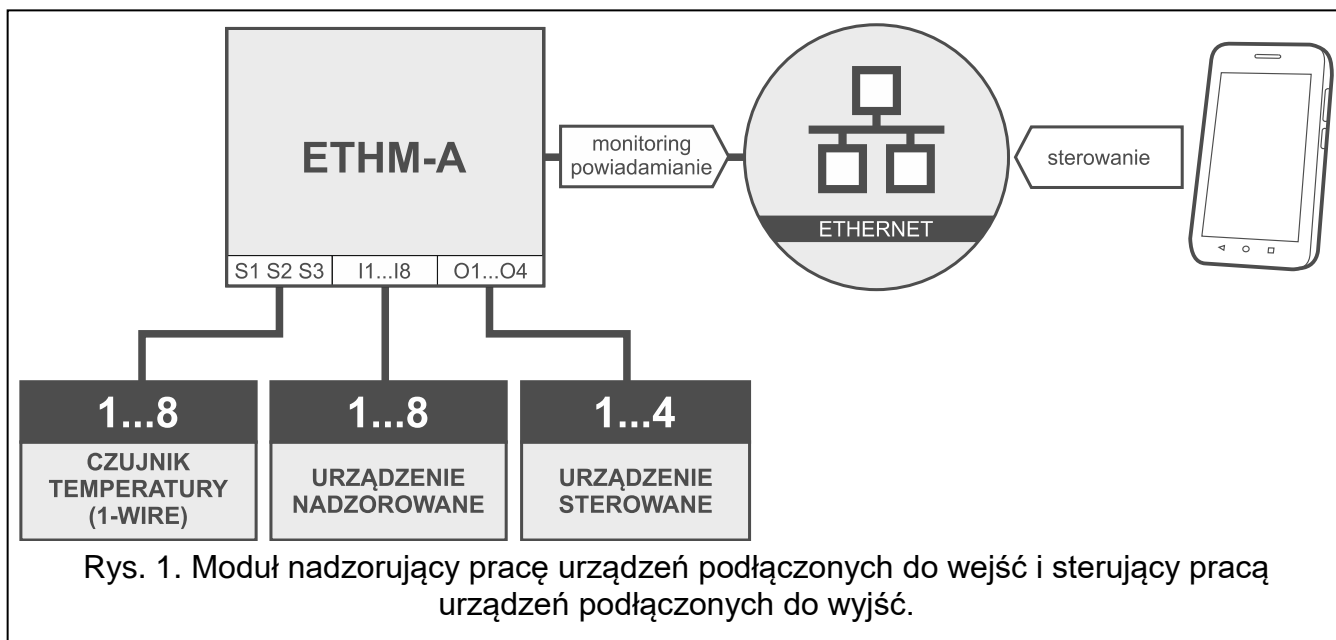 ETHM-A
S1 S2 S3
I1...I8
O1...O4
monitoring
powiadamianie
ETHERNET
sterowanie
1...8
CZUJNIK
TEMPERATURY
(1-WIRE)
1...8
URZĄDZENIE
NADZOROWANE
1...4
URZĄDZENIE
STEROWANE
Rys. 1. Moduł nadzorujący pracę urządzeń podłączonych do wejść i sterujący pracą
urządzeń podłączonych do wyjść.